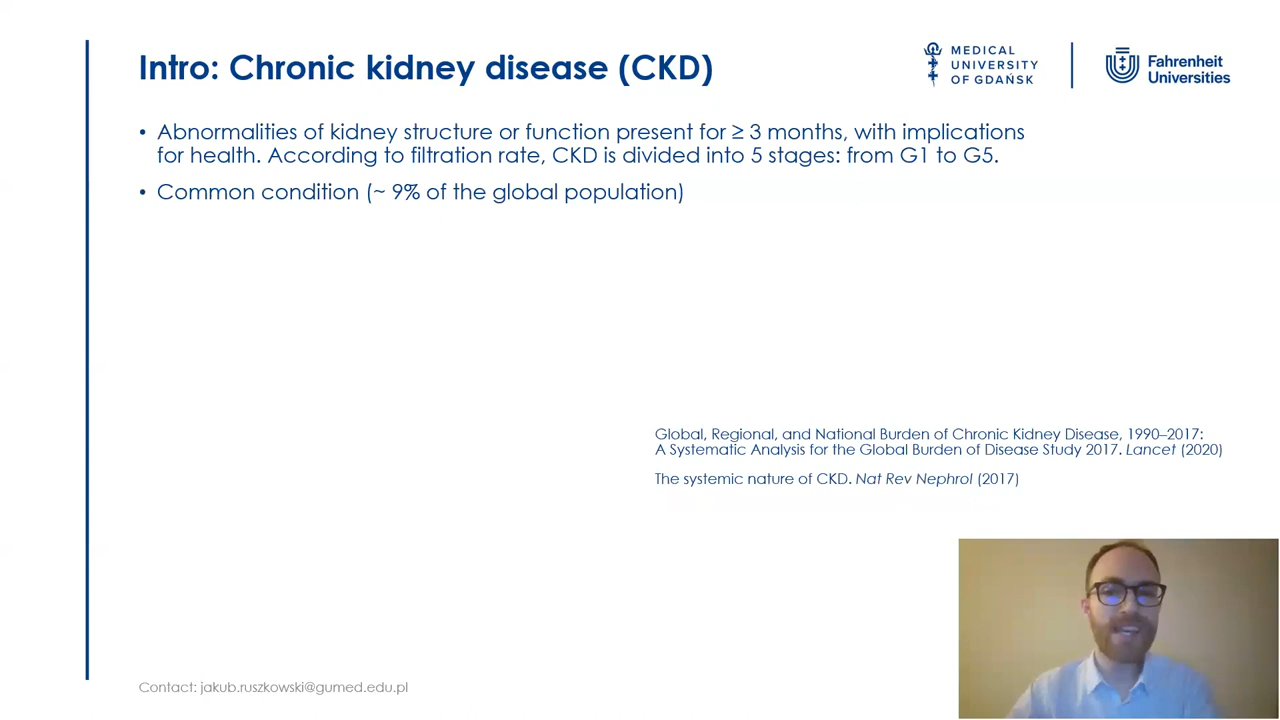 Intro: Chronic kidney disease (CKD)
MEDICAL
UNIVERSITY
OF GDAŃSK
Fahrenheit
Universities
• Abnormalities of kidney structure or function present for ≥ 3 months, with implications
for health. According to filtration rate, CKD is divided into 5 stages: from G1 to G5.
• Common condition (~ 9% of the global population)
Global, Regional, and National Burden of Chronic Kidney Disease, 1990–2017:
A Systematic Analysis for the Global Burden of Disease Study 2017. Lancet (2020)
The systemic nature of CKD. Nat Rev Nephrol (2017)
Contact: jakub.ruszkowski@gumed.edu.pl